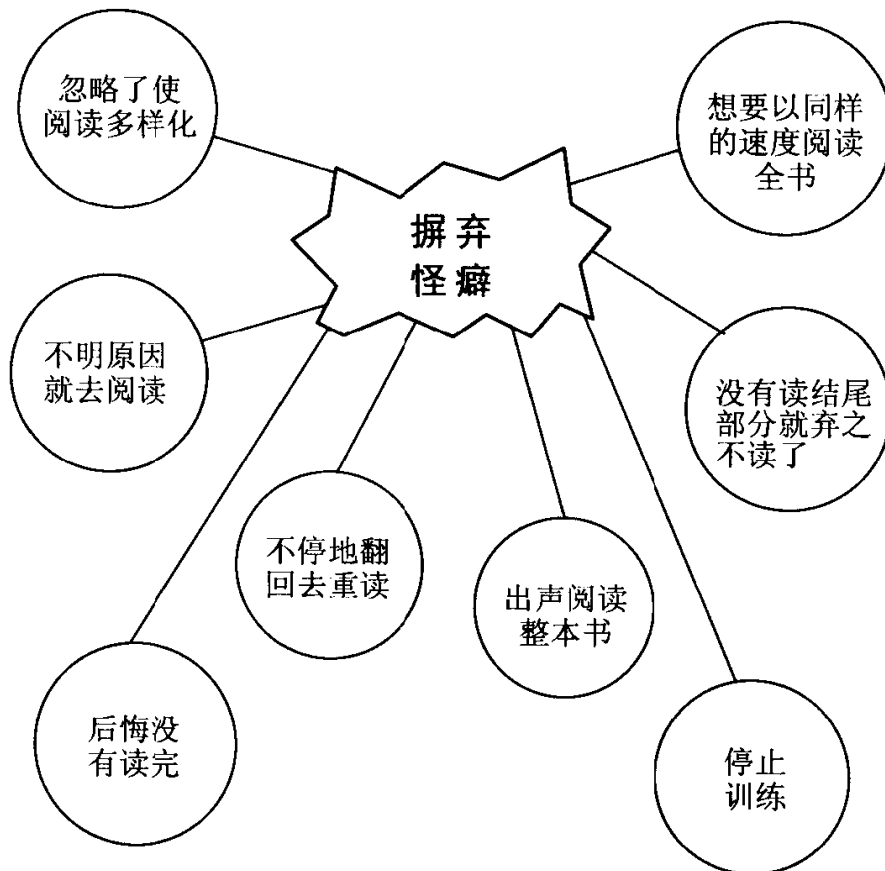 忽略了使
阅读多样化
想要以同样
的速度阅读
全书
摒弃
怪癖
不明原因
就去阅读
没有读结尾
部分就弃之
不读了
不停地翻
回去重读
出声阅读
整本书
后悔没
有读完
停止
训练